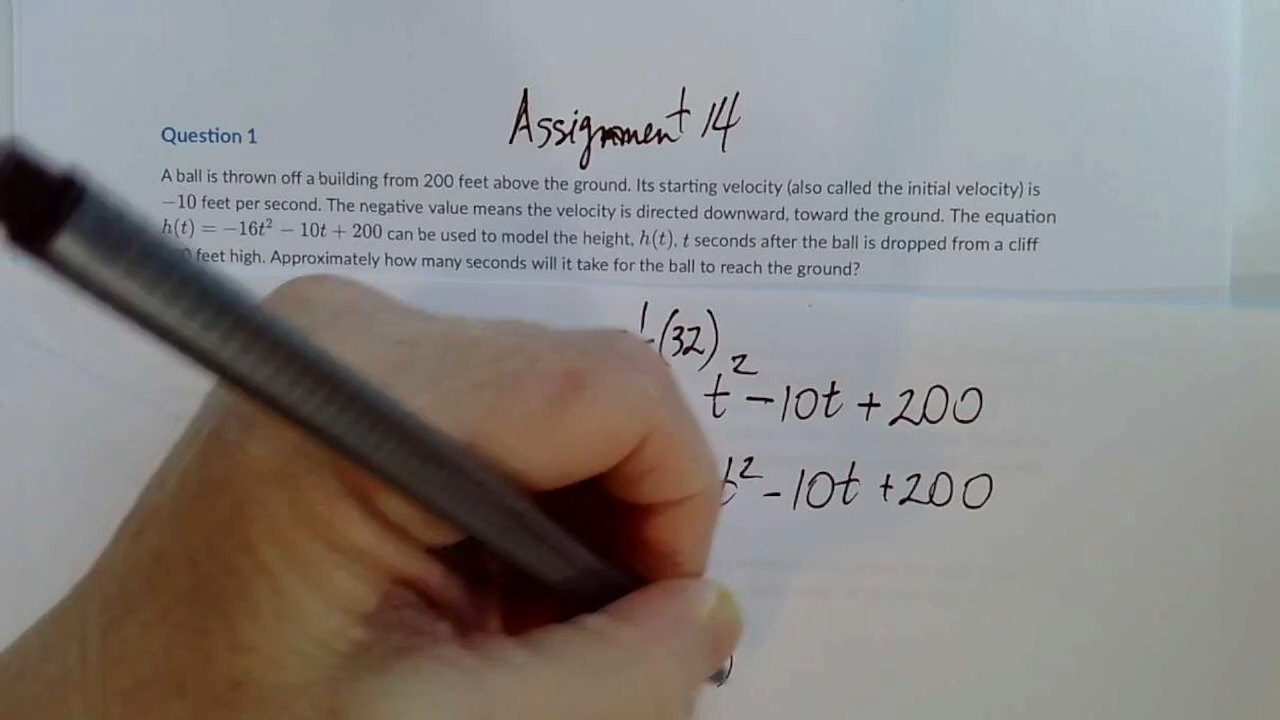 Assignment 14
Question 1
A ball is thrown off a building from 200 feet above the ground. Its starting velocity (also called the initial velocity) is
−10 feet per second. The negative value means the velocity is directed downward, toward the ground. The equation
h(t) = −16t² − 10t + 200 can be used to model the height, h(t), t seconds after the ball is dropped from a cliff
feet high. Approximately how many seconds will it take for the ball to reach the ground?
(32)
t² − 10t + 200
t² − 10t + 200